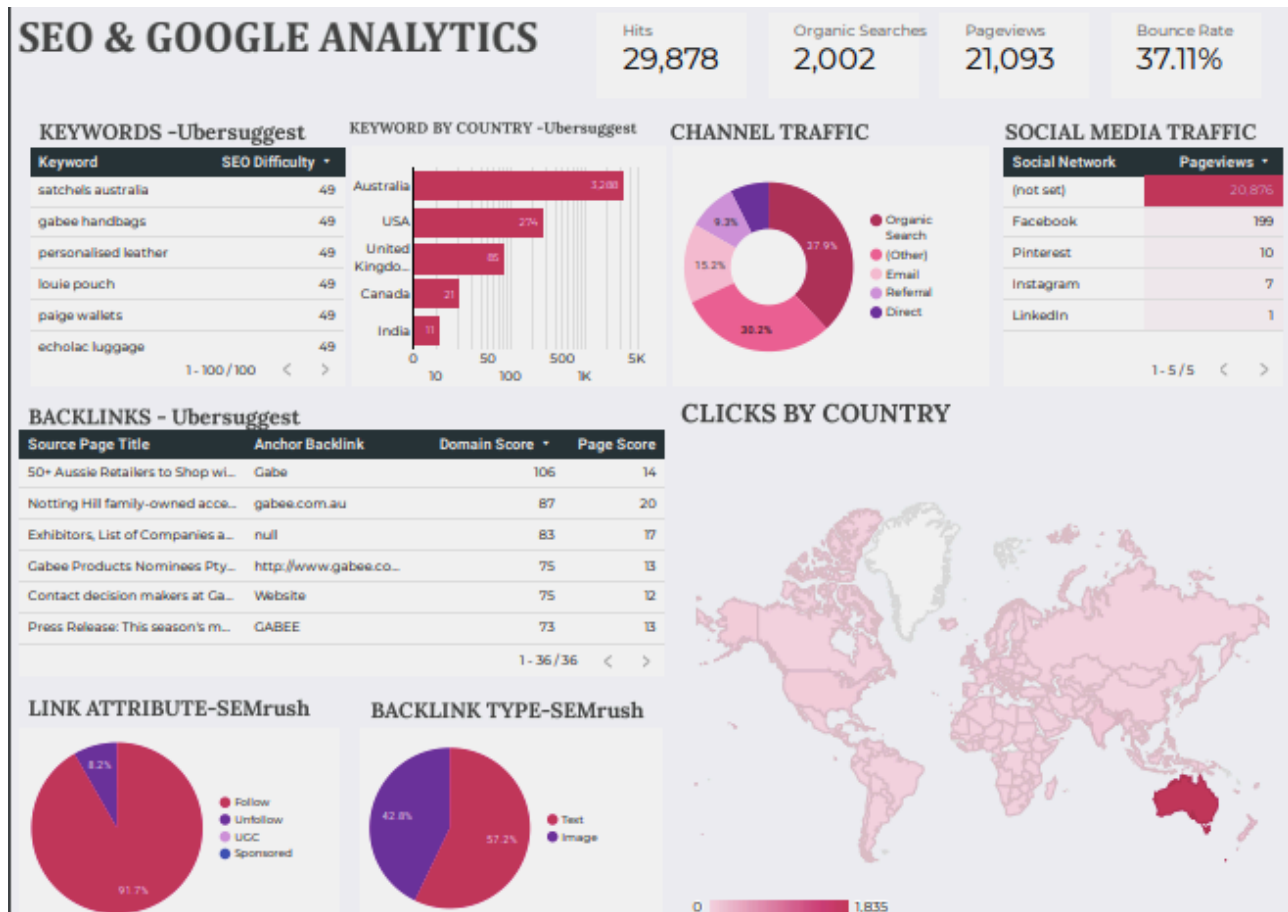 SEO & GOOGLE ANALYTICS
Hits
29,878
Organic Searches
2,002
Pageviews
21,093
Bounce Rate
37.11%
KEYWORDS -Ubersuggest
Keyword SEO Difficulty
satchels australia 49
gabee handbags 49
personalised leather 49
louie pouch 49
paige wallets 49
echolac luggage 49
1 - 100 / 100
KEYWORD BY COUNTRY -Ubersuggest
Australia 3,288
USA 274
United Kingdo... 85
Canada 21
India 11
0 50 500 5K
10 100 1K
CHANNEL TRAFFIC
37.9%
30.2%
15.2%
9.3%
Organic Search
(Other)
Email
Referral
Direct
SOCIAL MEDIA TRAFFIC
Social Network Pageviews
(not set) 20,876
Facebook 199
Pinterest 10
Instagram 7
LinkedIn 1
1 - 5 / 5
BACKLINKS - Ubersuggest
Source Page Title Anchor Backlink Domain Score Page Score
50+ Aussie Retailers to Shop wi... Gabe 106 14
Notting Hill family-owned acce... gabee.com.au 87 20
Exhibitors, List of Companies a... null 83 17
Gabee Products Nominees Pty... http://www.gabee.co... 75 13
Contact decision makers at Ga... Website 75 12
Press Release: This season's m... GABEE 73 13
1 - 36 / 36
CLICKS BY COUNTRY
0 1,835
LINK ATTRIBUTE-SEMrush
8.2%
91.7%
Follow
Unfollow
UGC
Sponsored
BACKLINK TYPE-SEMrush
42.8%
57.2%
Text
Image